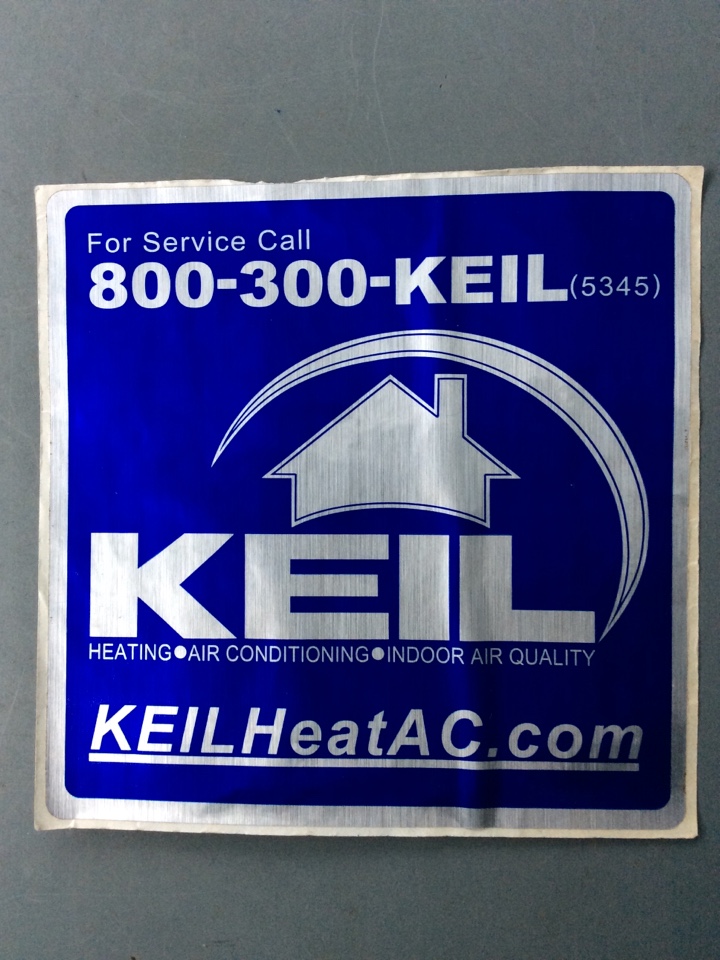 For Service Call
800-300-KEIL(5345)
KEIL
HEATING●AIR CONDITIONING●INDOOR AIR QUALITY
KEILHeatAC.com